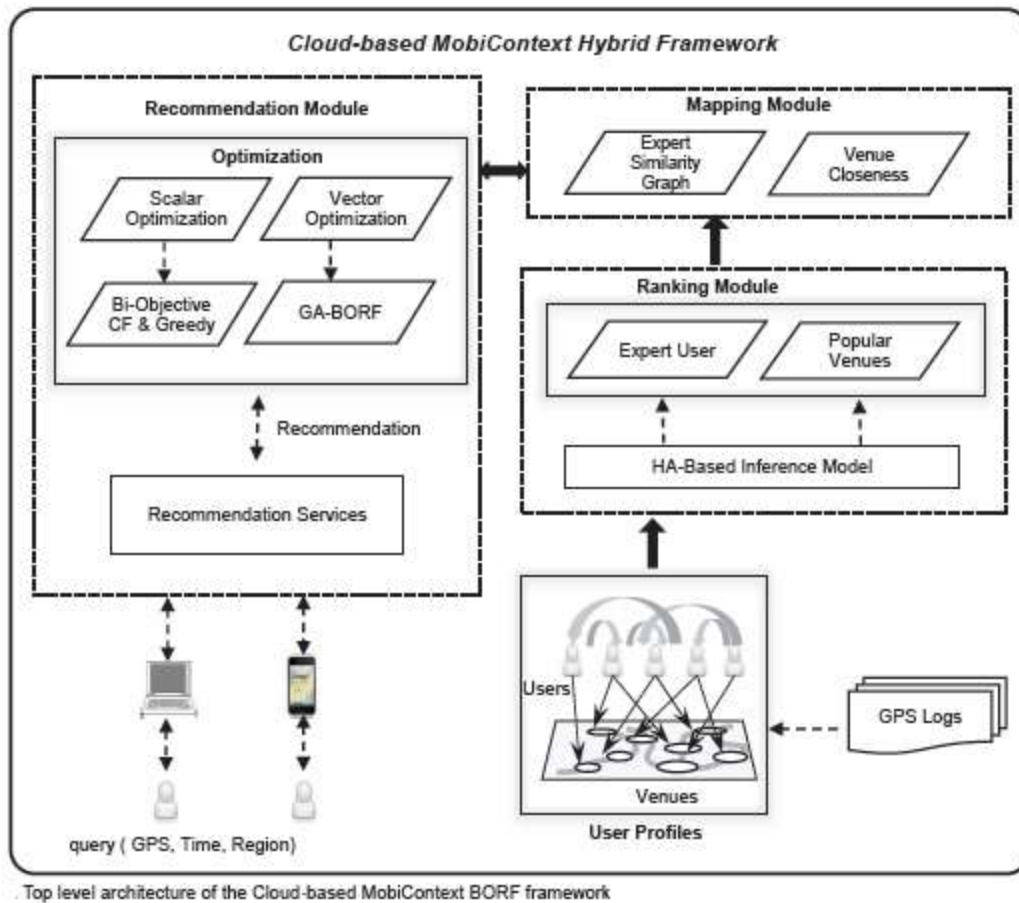 Cloud-based MobiContext Hybrid Framework
Recommendation Module
Optimization
Scalar
Optimization
Vector
Optimization
Bi-Objective
CF & Greedy
GA-BORF
Recommendation
Recommendation Services
query ( GPS, Time, Region)
Mapping Module
Expert
Similarity
Graph
Venue
Closeness
Ranking Module
Expert User
Popular
Venues
HA-Based Inference Model
Users
Venues
User Profiles
GPS Logs
. Top level architecture of the Cloud-based MobiContext BORF framework